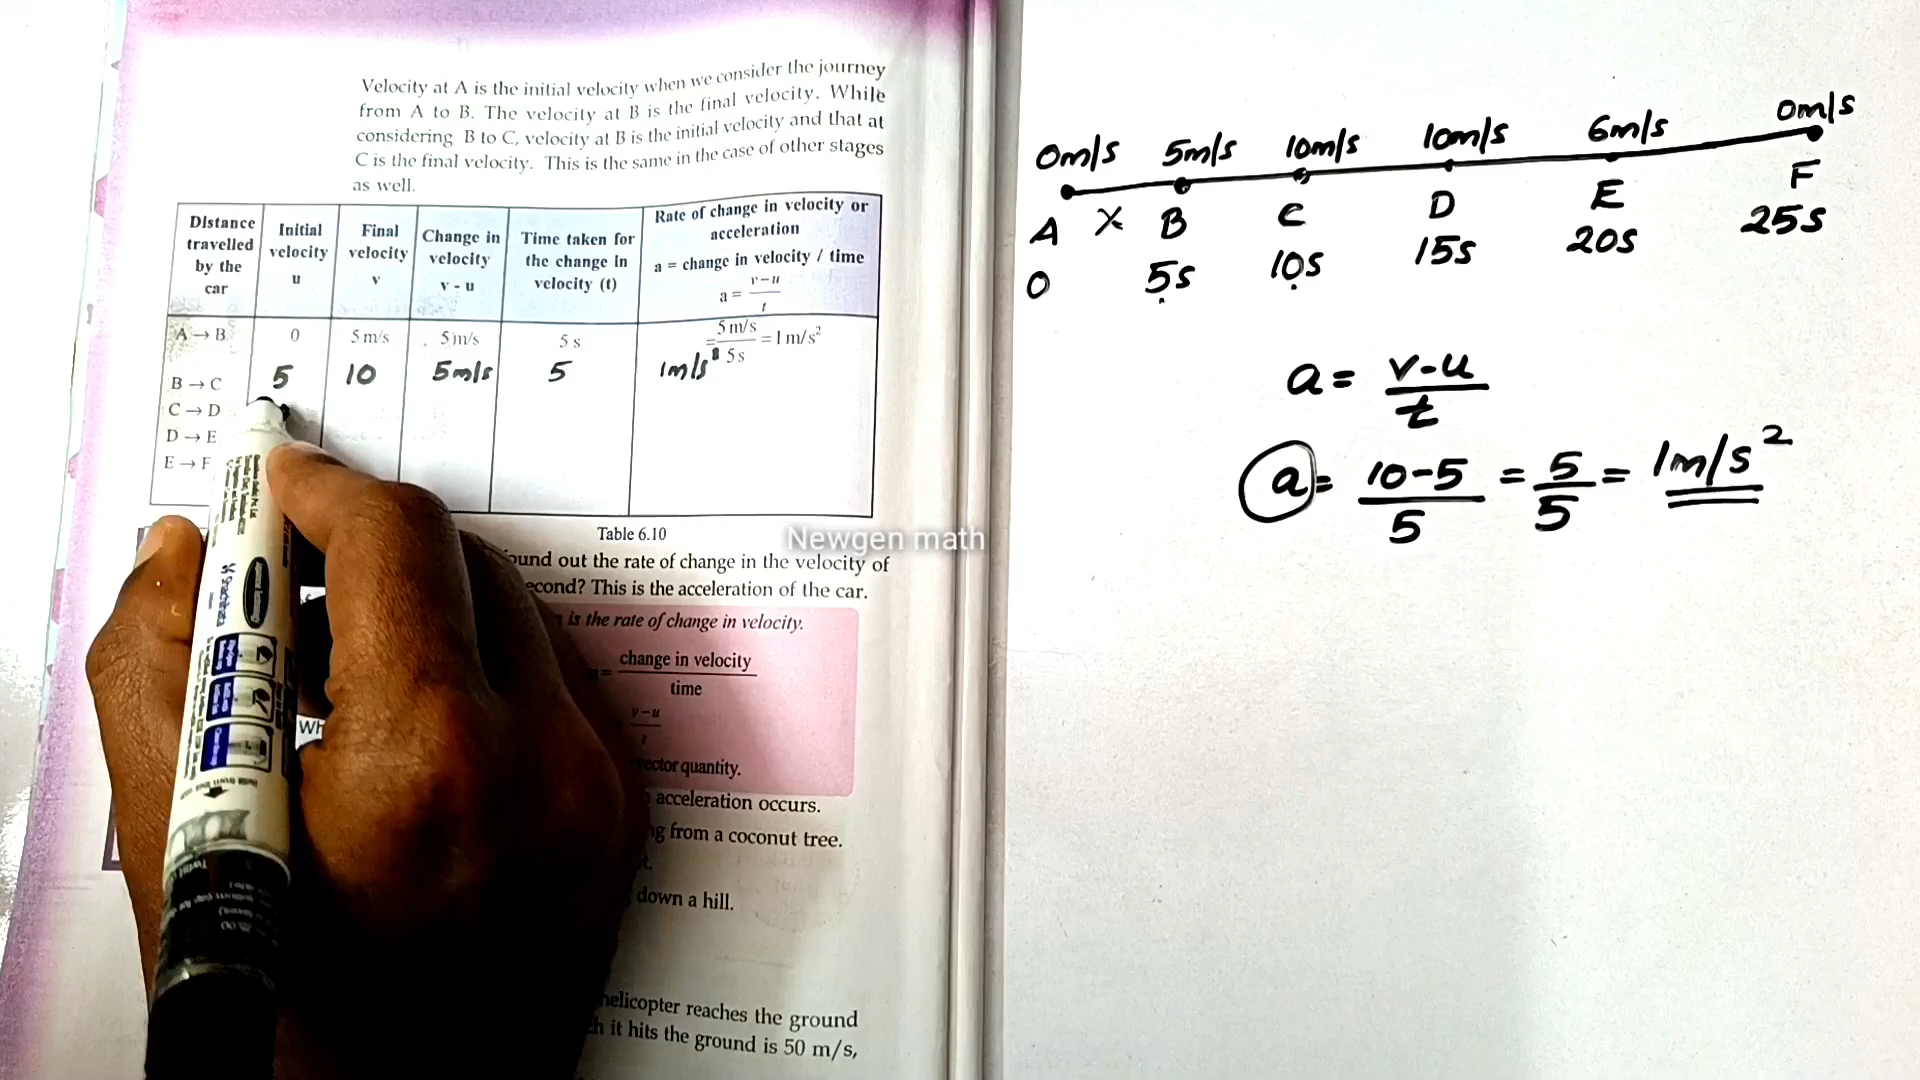 Velocity at A is the initial velocity when we consider the journey
from A to B. The velocity at B is the final velocity. While
considering B to C, velocity at B is the initial velocity and that at
C is the final velocity. This is the same in the case of other stages
as well.
Distance travelled by the car
Initial velocity u
Final velocity v
Change in velocity v - u
Time taken for the change in velocity (t)
Rate of change in velocity or acceleration
a = change in velocity / time
a = v-u / t
A → B 0 5 m/s 5 m/s 5 s = 5 m/s / 5 s = 1 m/s²
B → C 5 10 5m/s 5 1m/s²
C → D
D → E
E → F
Table 6.10
Newgen math
out the rate of change in the velocity of
This is the acceleration of the car.
is the rate of change in velocity.
= change in velocity / time
v-u / t
vector quantity.
acceleration occurs.
from a coconut tree.
down a hill.
helicopter reaches the ground
it hits the ground is 50 m/s,
0m/s 5m/s 10m/s 10m/s 6m/s 0m/s
A X B C D E F
0 5s 10s 15s 20s 25s
a = v-u / t
a = 10-5 / 5 = 5/5 = 1m/s²